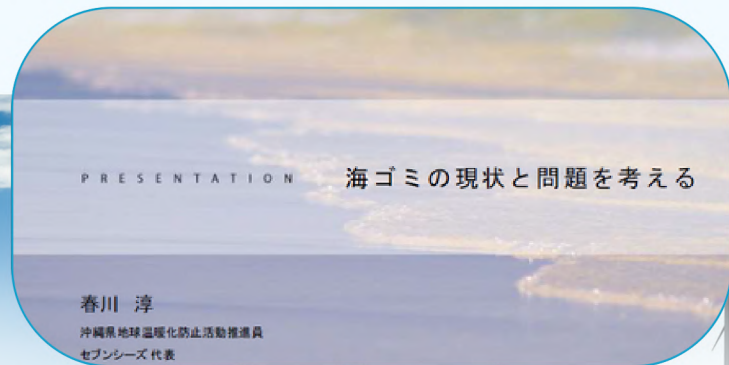 PRESENTATION 海ゴミの現状と問題を考える
春川 淳
沖縄県地球温暖化防止活動推進員
セブンシーズ 代表